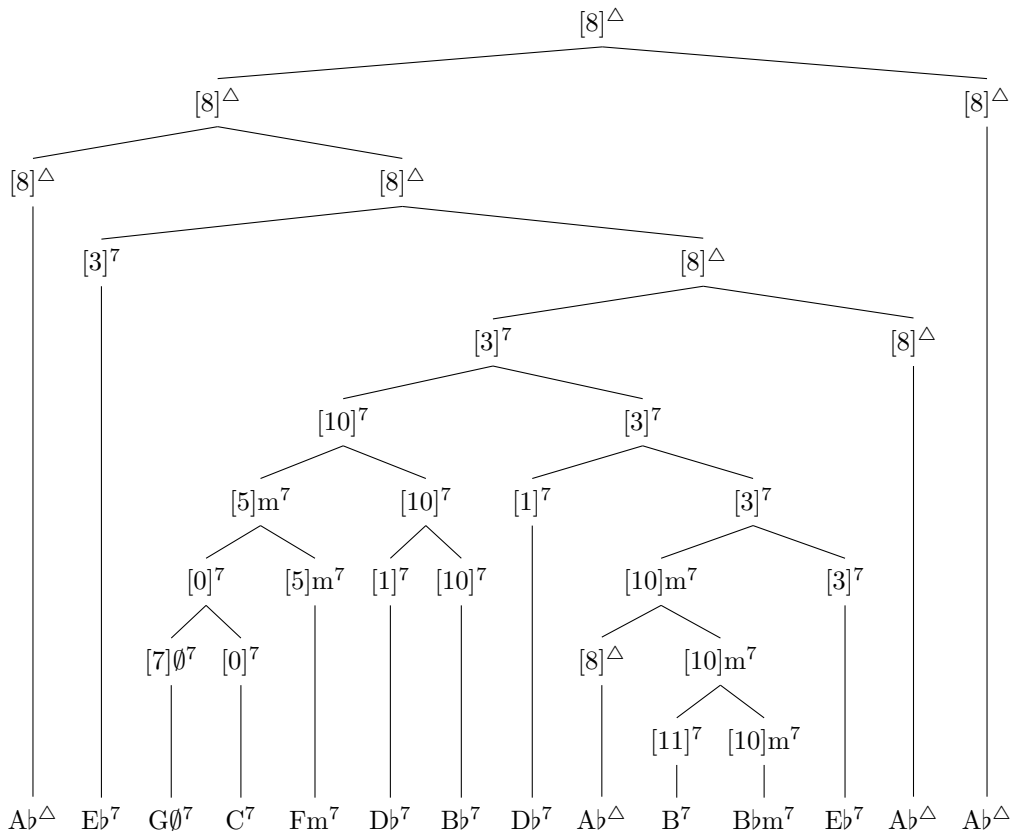 [8]△
[8]△ [8]△
[8]△ [8]△
[3]⁷ [8]△
[3]⁷ [8]△
[10]⁷ [3]⁷
[5]m⁷ [10]⁷ [1]⁷ [3]⁷
[0]⁷ [5]m⁷ [1]⁷ [10]⁷ [10]m⁷ [3]⁷
[7]∅⁷ [0]⁷ [8]△ [10]m⁷
[11]⁷ [10]m⁷
A♭△ E♭⁷ G∅⁷ C⁷ Fm⁷ D♭⁷ B♭⁷ D♭⁷ A♭△ B⁷ B♭m⁷ E♭⁷ A♭△ A♭△